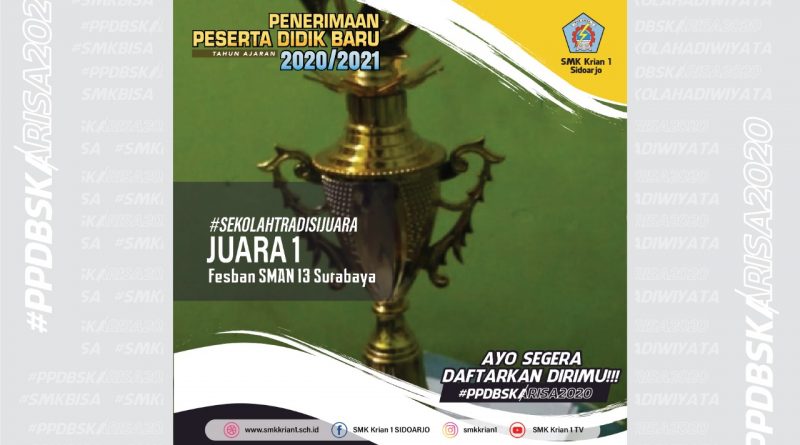 PENERIMAAN
PESERTA DIDIK BARU
TAHUN AJARAN 2020/2021
SMK Krian 1
Sidoarjo
#SEKOLAHTRADISIJUARA
JUARA 1
Fesban SMAN 13 Surabaya
AYO SEGERA
DAFTARKAN DIRIMU!!!
#PPDBSKARISA2020
www.smkkrian1.sch.id
SMK Krian 1 SIDOARJO
smkkrian1
SMK Krian 1 TV
#PPDBSKARISA2020
#PPDBSKARISA2020